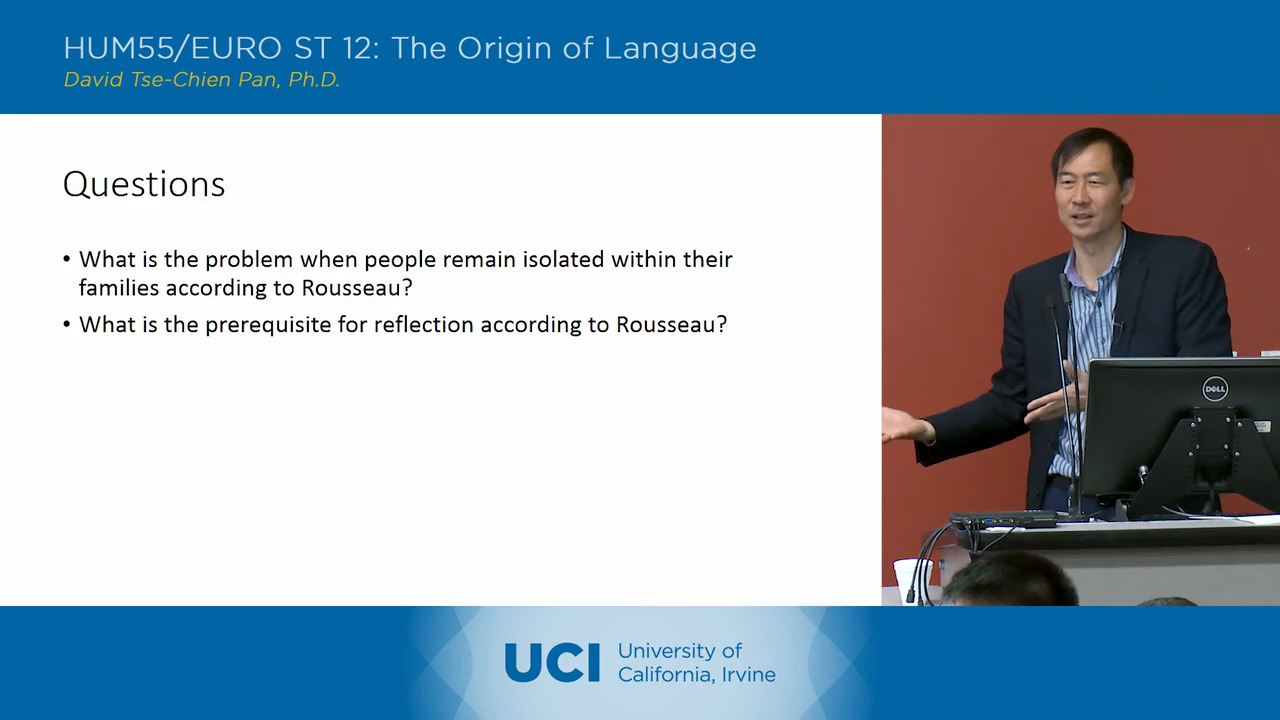 HUM55/EURO ST 12: The Origin of Language
David Tse-Chien Pan, Ph.D.
Questions
• What is the problem when people remain isolated within their
families according to Rousseau?
• What is the prerequisite for reflection according to Rousseau?
DELL
UCI University of
California, Irvine